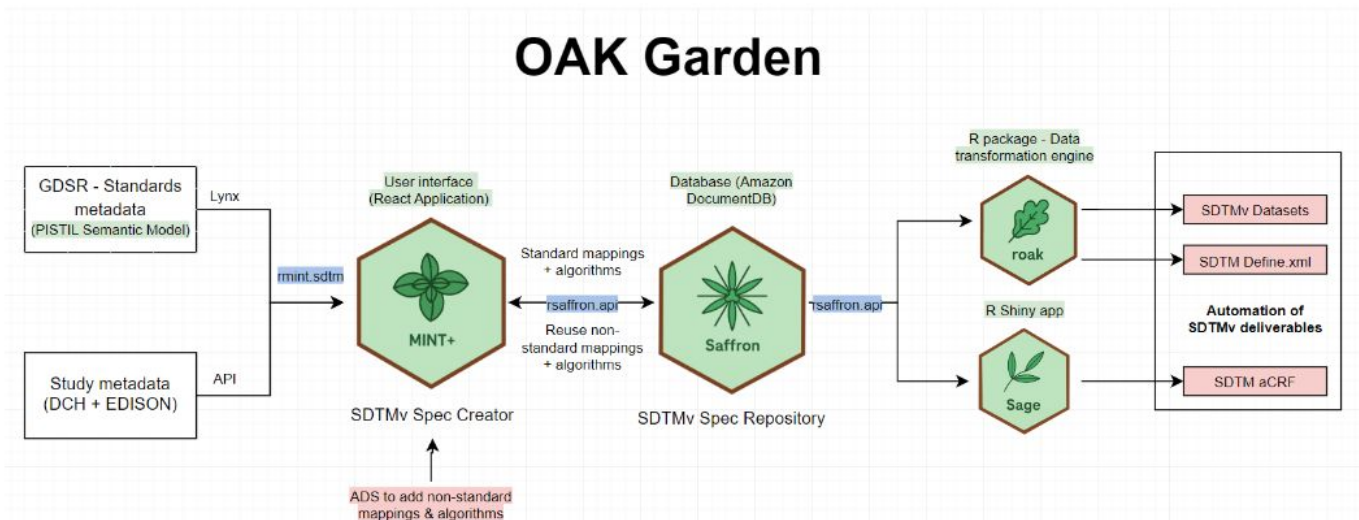 OAK Garden
GDSR - Standards
metadata
(PISTIL Semantic Model)
Lynx
Study metadata
(DCH + EDISON)
API
rmint.sdtm
User interface
(React Application)
MINT+
SDTMv Spec Creator
ADS to add non-standard
mappings & algorithms
Standard mappings
+ algorithms
rsaffron.api
Reuse non-
standard mappings
+ algorithms
Database (Amazon
DocumentDB)
Saffron
SDTMv Spec Repository
rsaffron.api
R package - Data
transformation engine
roak
R Shiny app
Sage
SDTMv Datasets
SDTM Define.xml
Automation of
SDTMv deliverables
SDTM aCRF